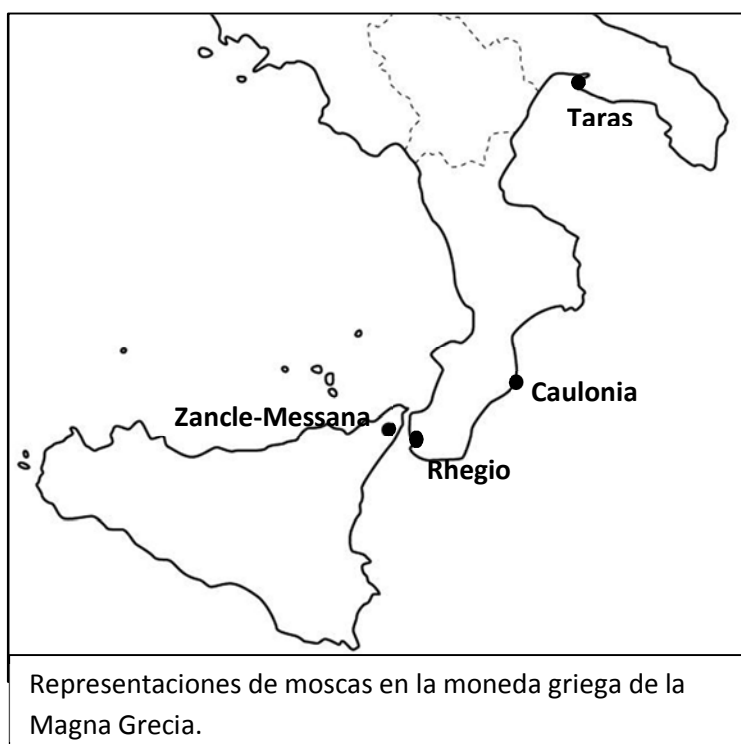 Taras
Caulonia
Zancle-Messana
Rhegio
Representaciones de moscas en la moneda griega de la
Magna Grecia.